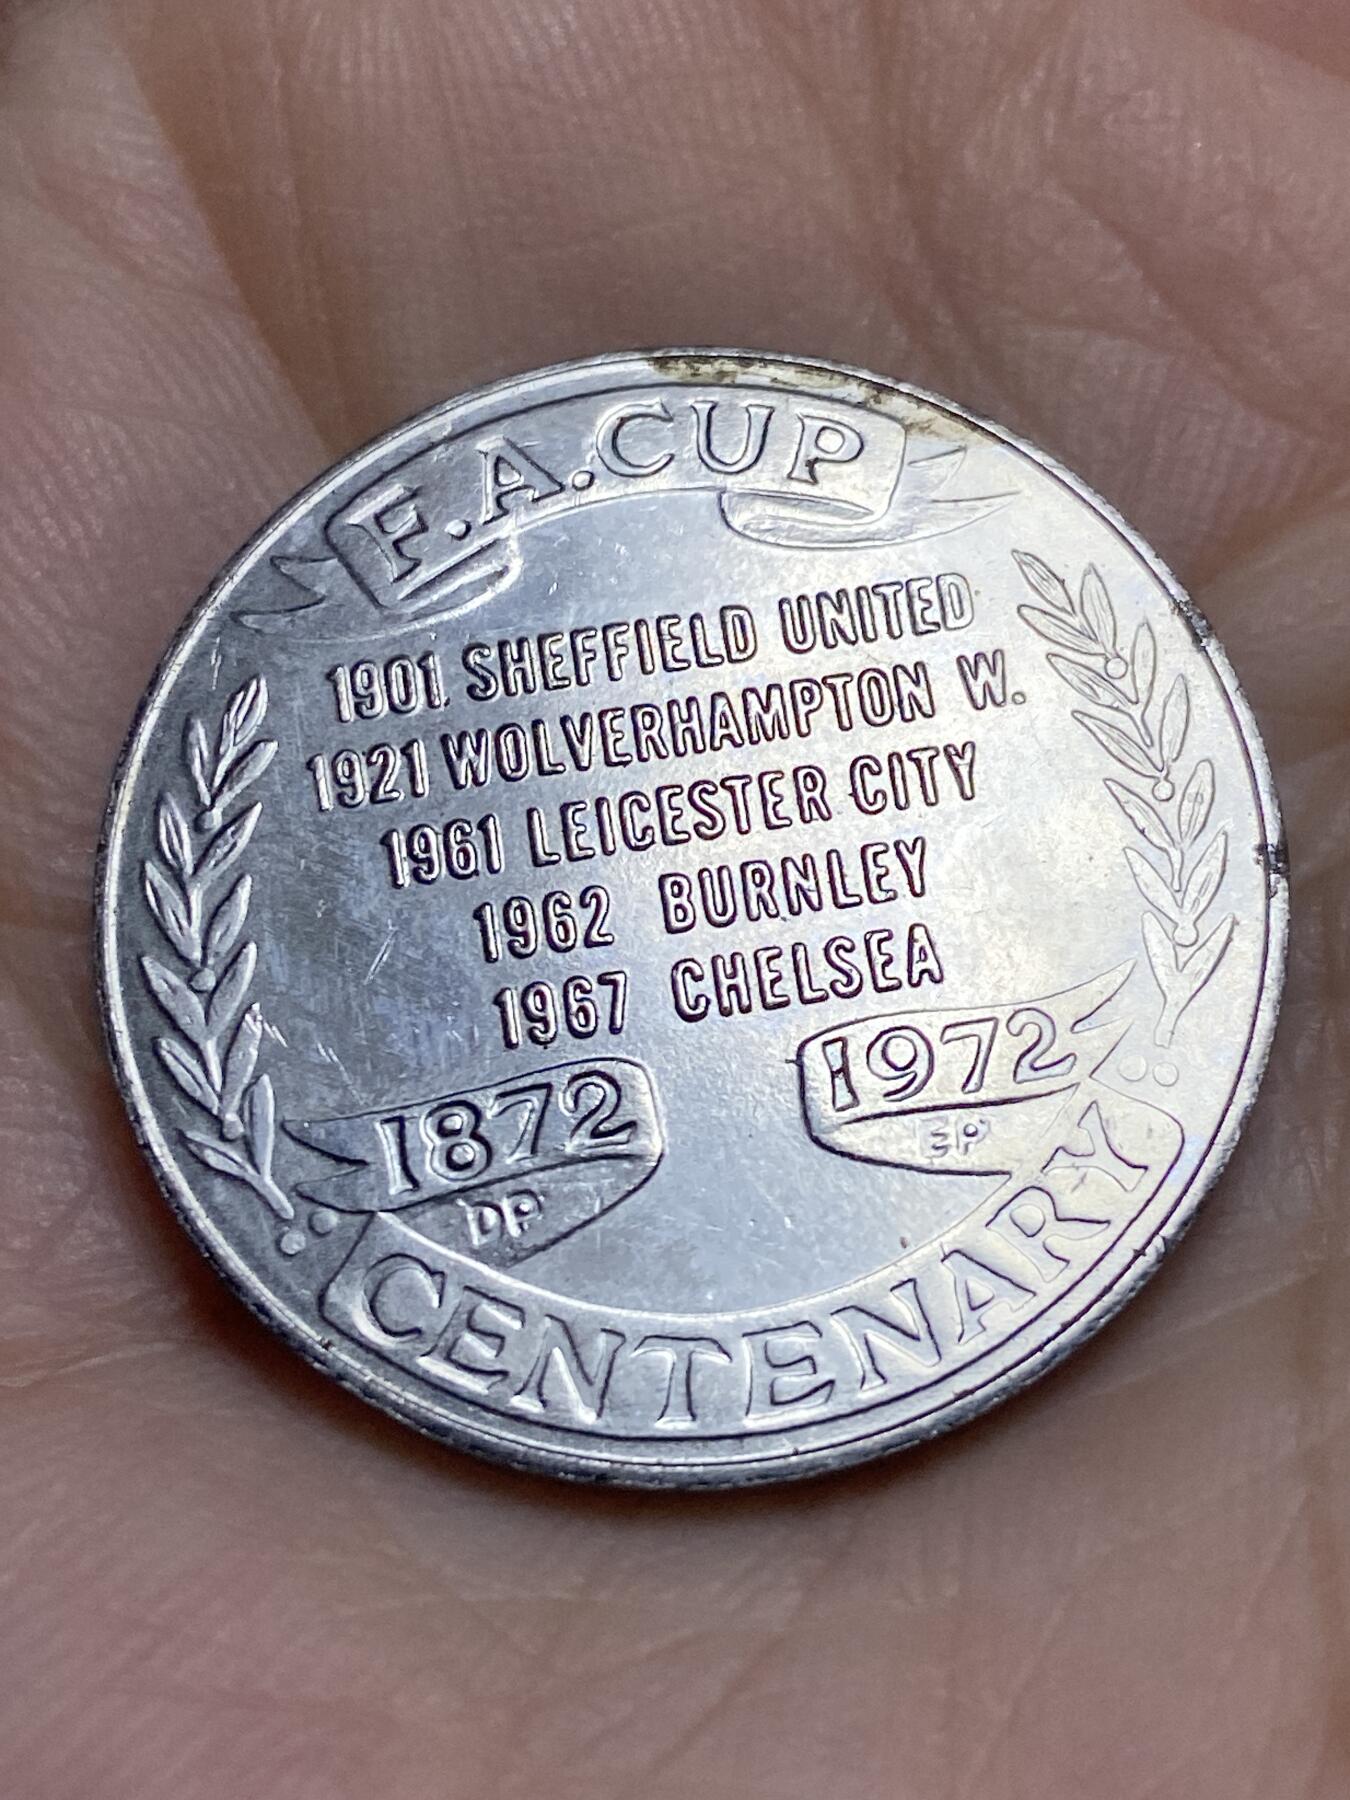 F.A.CUP
1901 SHEFFIELD UNITED
1921 WOLVERHAMPTON W.
1961 LEICESTER CITY
1962 BURNLEY
1967 CHELSEA
1872 1972
DP EP
CENTENARY